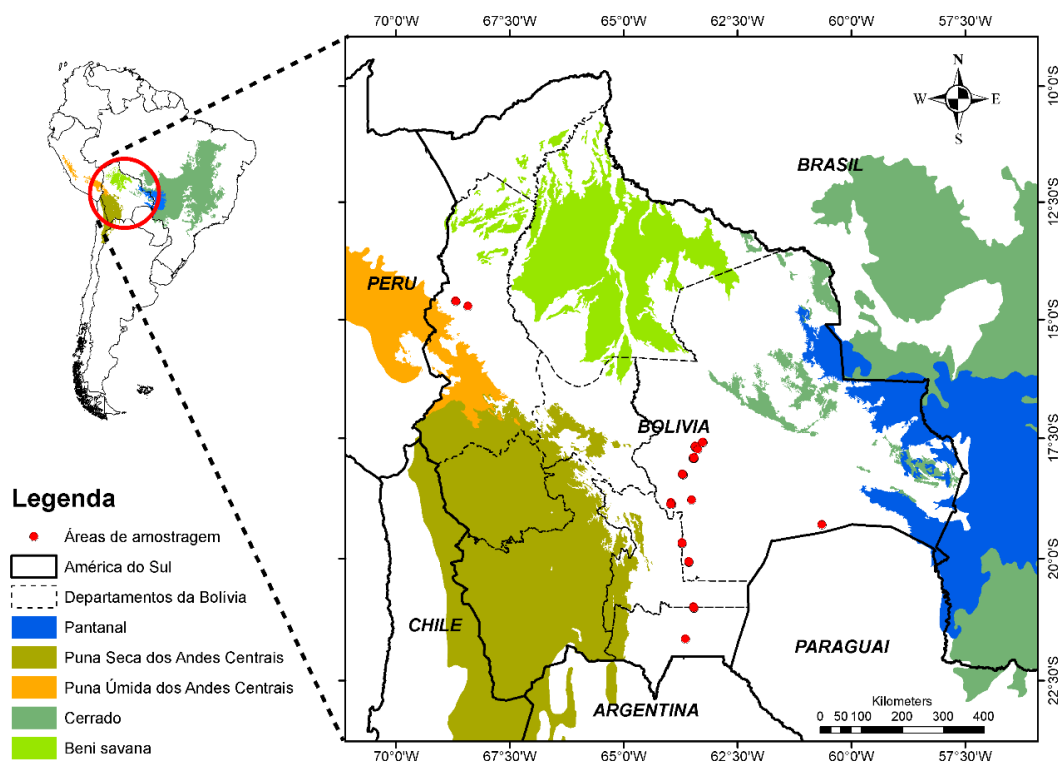 70°0'W 67°30'W 65°0'W 62°30'W 60°0'W 57°30'W
N
W E
S
10°0'S
BRASIL
12°30'S
PERU
15°0'S
BOLIVIA
17°30'S
Legenda
Áreas de amostragem
América do Sul
20°0'S
Departamentos da Bolivia
Pantanal
CHILE
PARAGUAI
Puna Seca dos Andes Centrais
22°30'S
Puna Úmida dos Andes Centrais
ARGENTINA
Kilometers
Cerrado
0 50 100 200 300 400
Beni savana
70°0'W 67°30'W 65°0'W 62°30'W 60°0'W 57°30'W